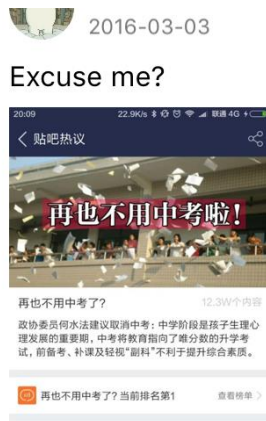 2016-03-03
Excuse me?
20:09
22.9K/s 联通 4G
贴吧热议
再也不用中考啦!
再也不用中考了?
12.3W个内容
政协委员何水法建议取消中考:中学阶段是孩子生理心
理发展的重要期,中考将教育指向了唯分数的升学考
试,前备考、补课及轻视“副科”不利于提升综合素质。
再也不用中考了? 当前排名第1
查看榜单